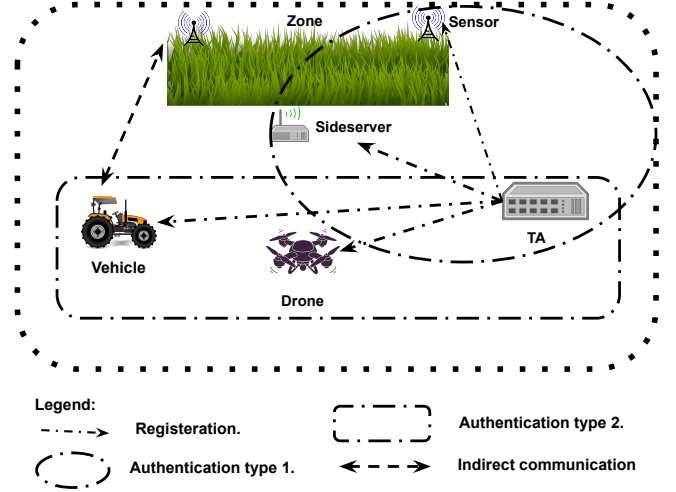 Zone
Sensor
Sideserver
TA
Vehicle
Drone
Legend:
Registeration.
Authentication type 2.
Authentication type 1.
Indirect communication